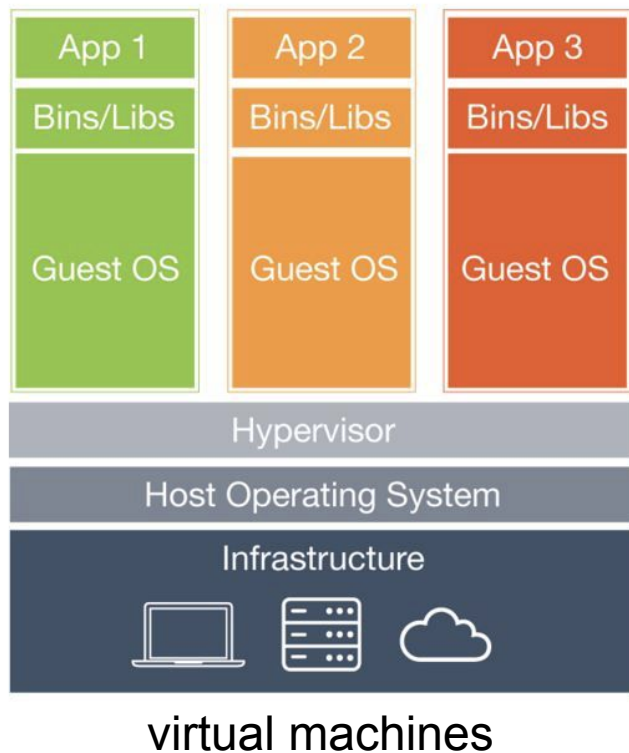 App 1
App 2
App 3
Bins/Libs
Bins/Libs
Bins/Libs
Guest OS
Guest OS
Guest OS
Hypervisor
Host Operating System
Infrastructure
virtual machines